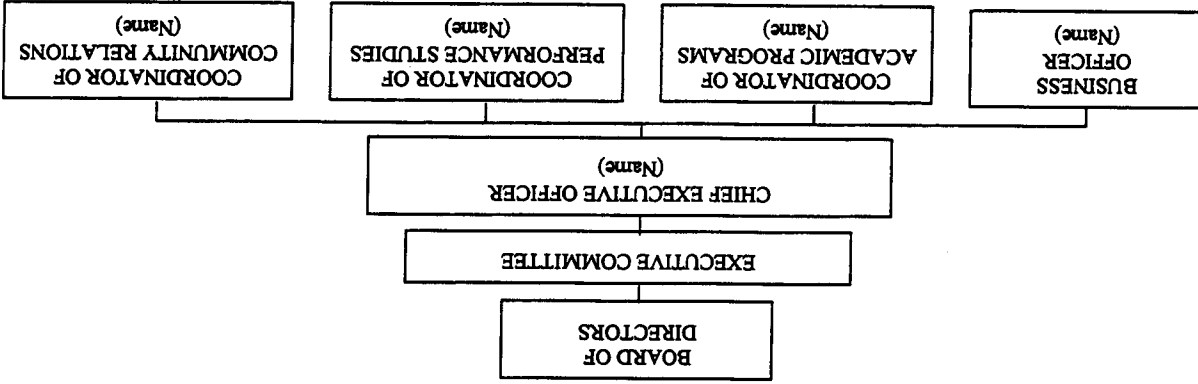 BOARD OF
DIRECTORS
EXECUTIVE COMMITTEE
CHIEF EXECUTIVE OFFICER
(Name)
BUSINESS
OFFICER
(Name)
COORDINATOR OF
ACADEMIC PROGRAMS
(Name)
COORDINATOR OF
PERFORMANCE STUDIES
(Name)
COORDINATOR OF
COMMUNITY RELATIONS
(Name)